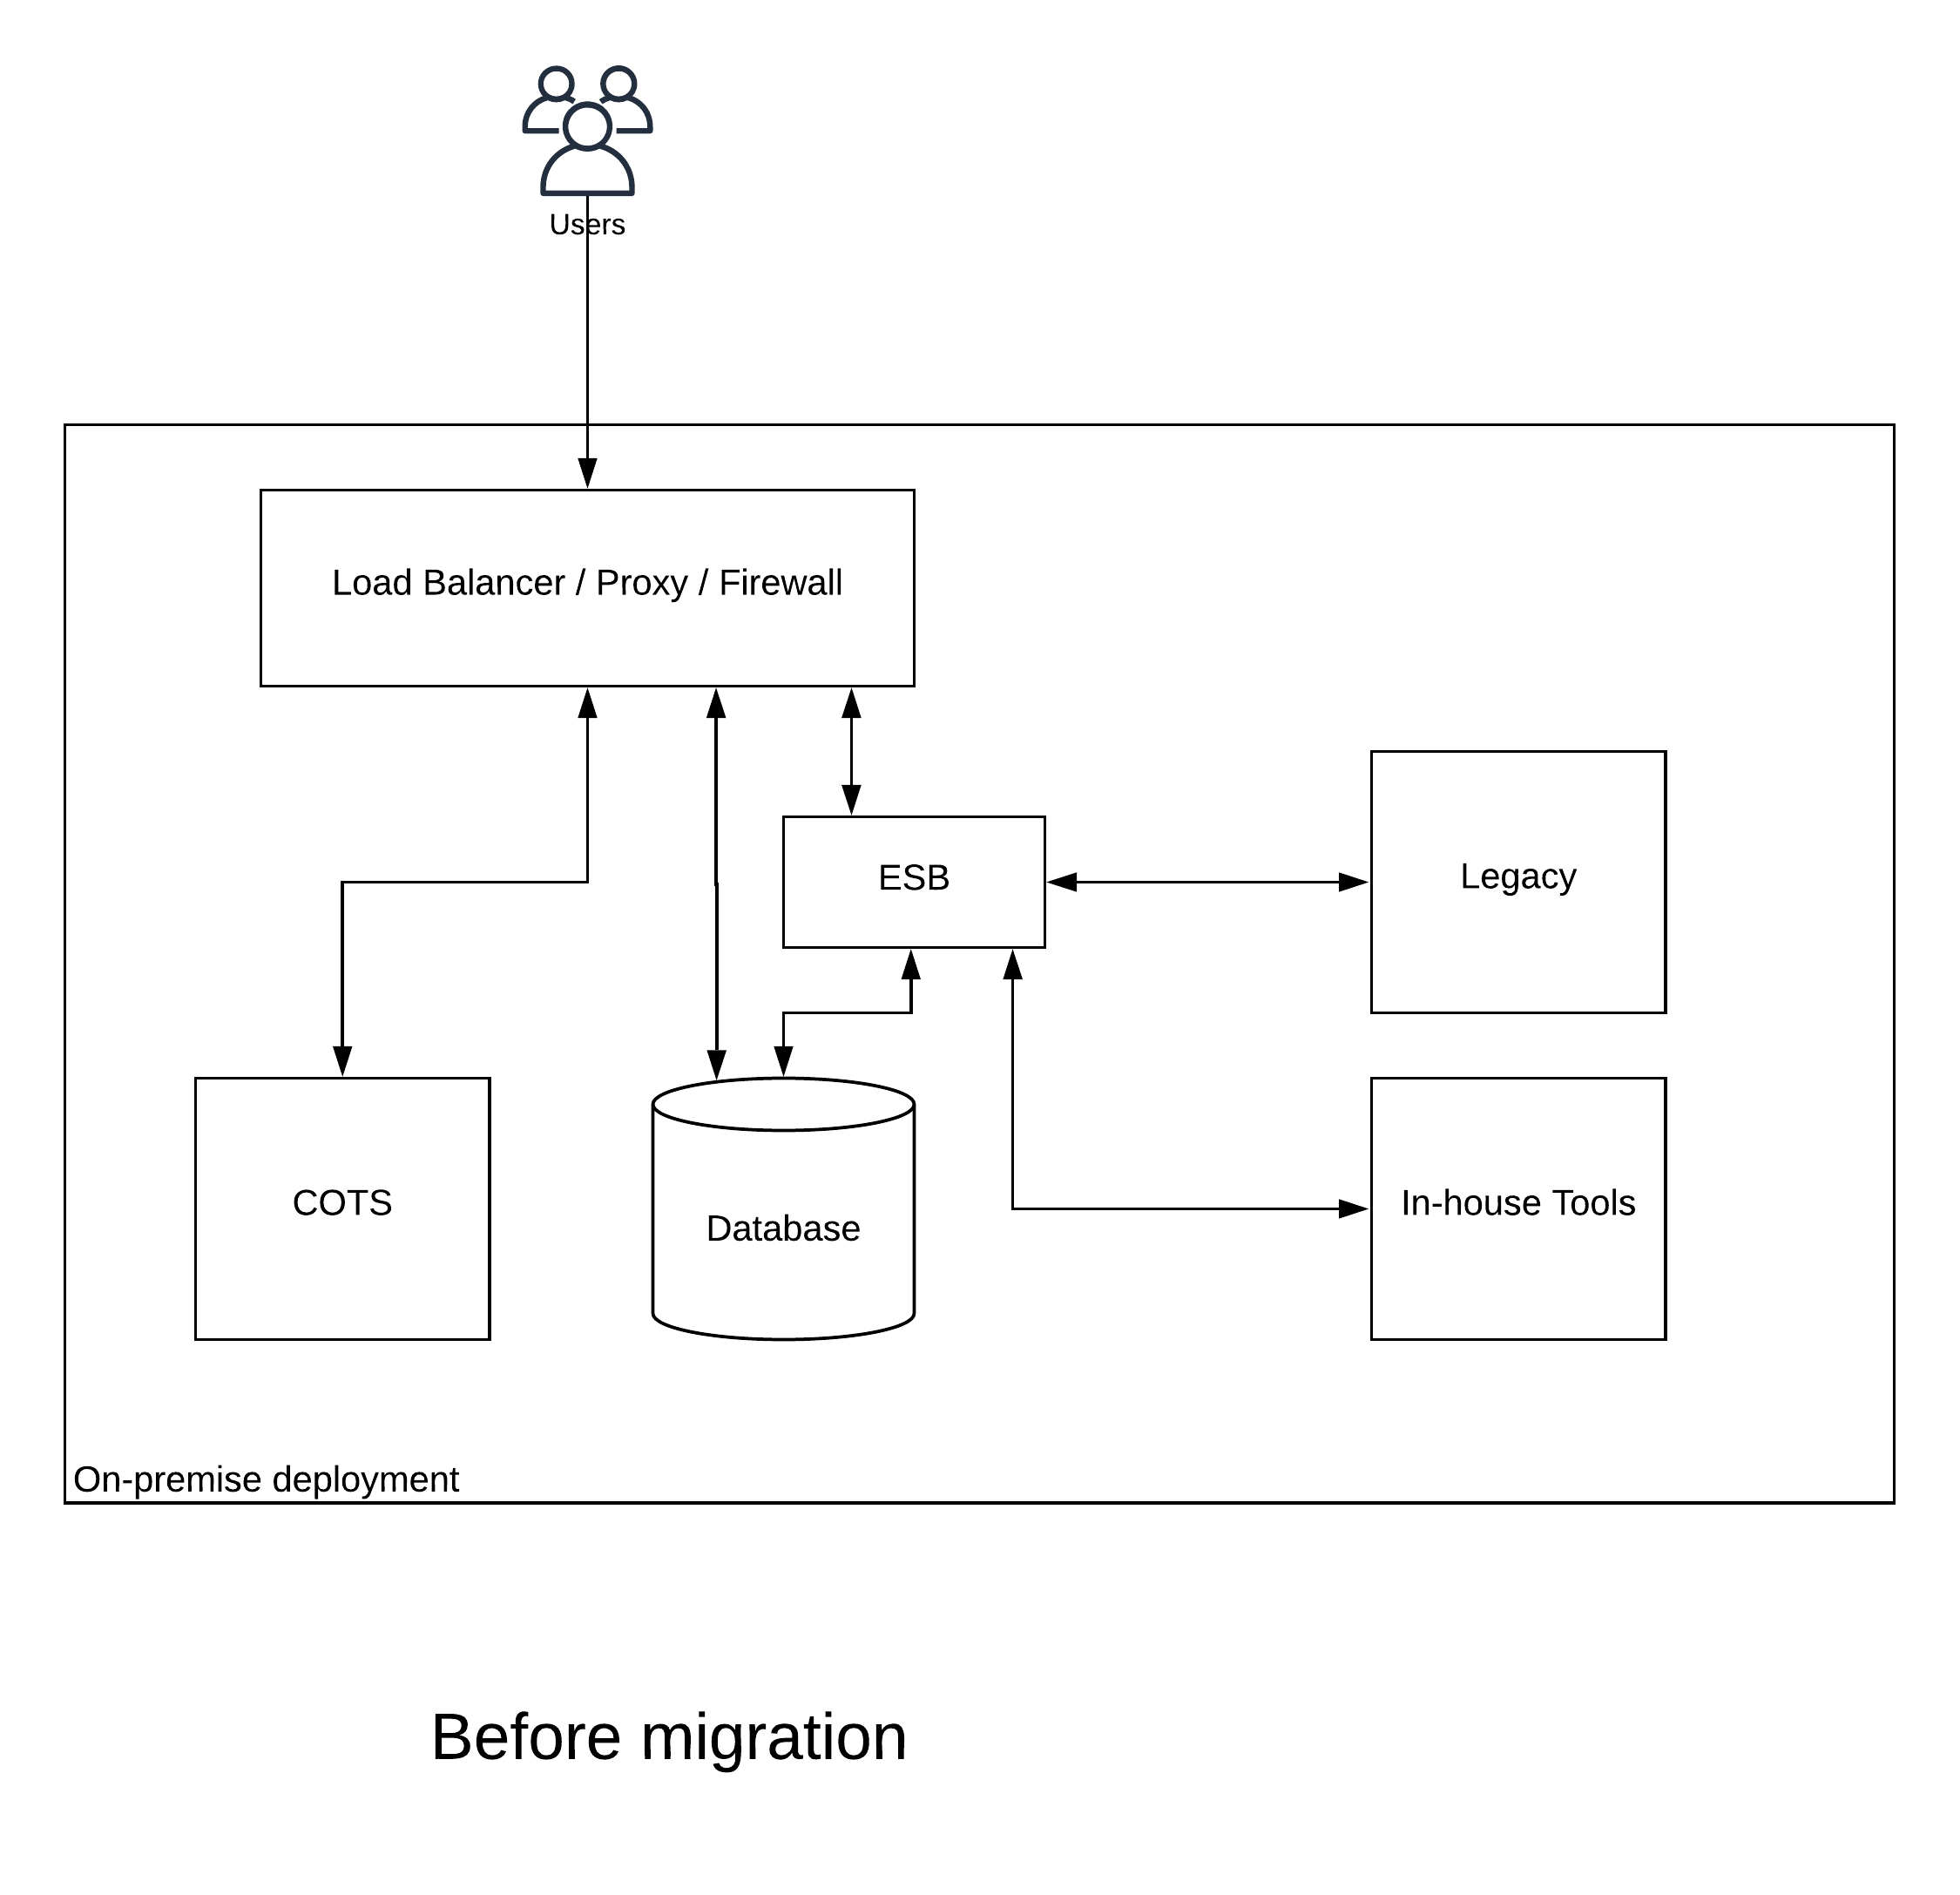 Users
Load Balancer / Proxy / Firewall
ESB
Legacy
COTS
Database
In-house Tools
On-premise deployment
Before migration